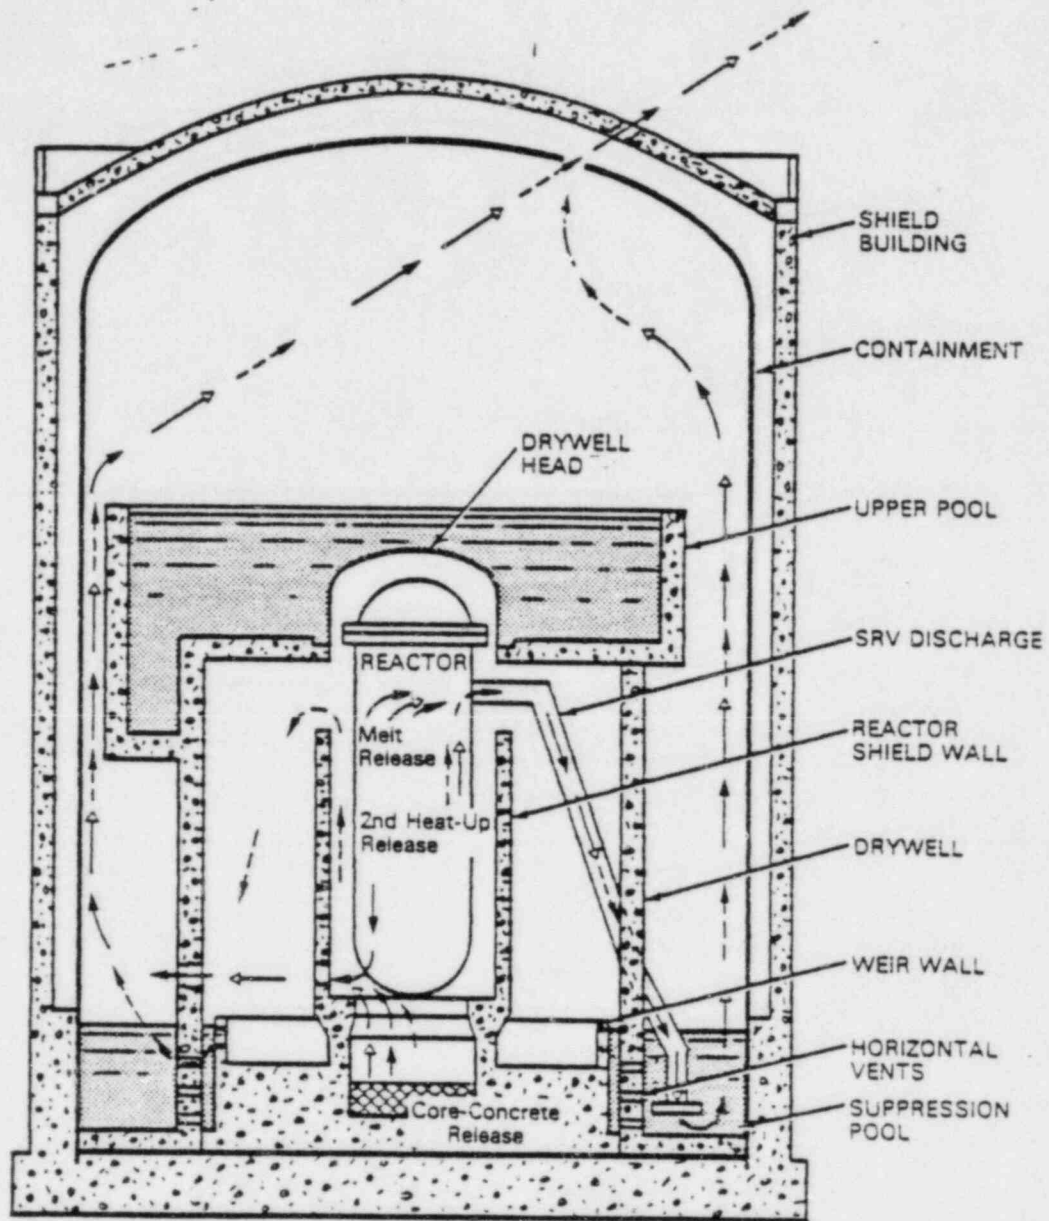 SHIELD
BUILDING
CONTAINMENT
DRYWELL
HEAD
UPPER POOL
SRV DISCHARGE
REACTOR
Melt
Release
REACTOR
SHIELD WALL
2nd Heat-Up
Release
DRYWELL
WEIR WALL
HORIZONTAL
VENTS
Core-Concrete
Release
SUPPRESSION
POOL